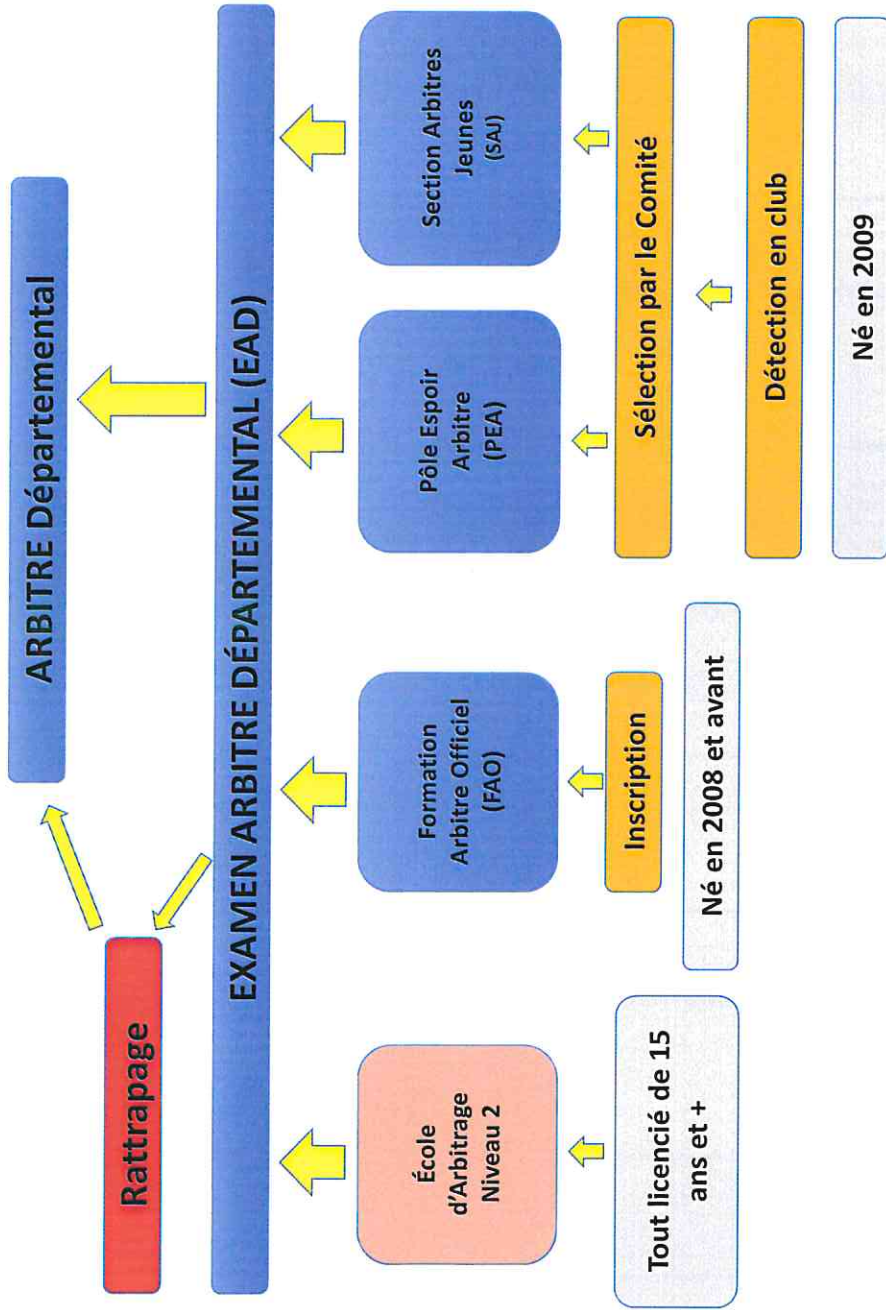 ARBITRE Départemental
Rattrapage
EXAMEN ARBITRE DÉPARTEMENTAL (EAD)
École
d'Arbitrage
Niveau 2
Formation
Arbitre Officiel
(FAO)
Pôle Espoir
Arbitre
(PEA)
Section Arbitres
Jeunes
(SAJ)
Inscription
Sélection par le Comité
Détection en club
Tout licencié de 15
ans et +
Né en 2008 et avant
Né en 2009